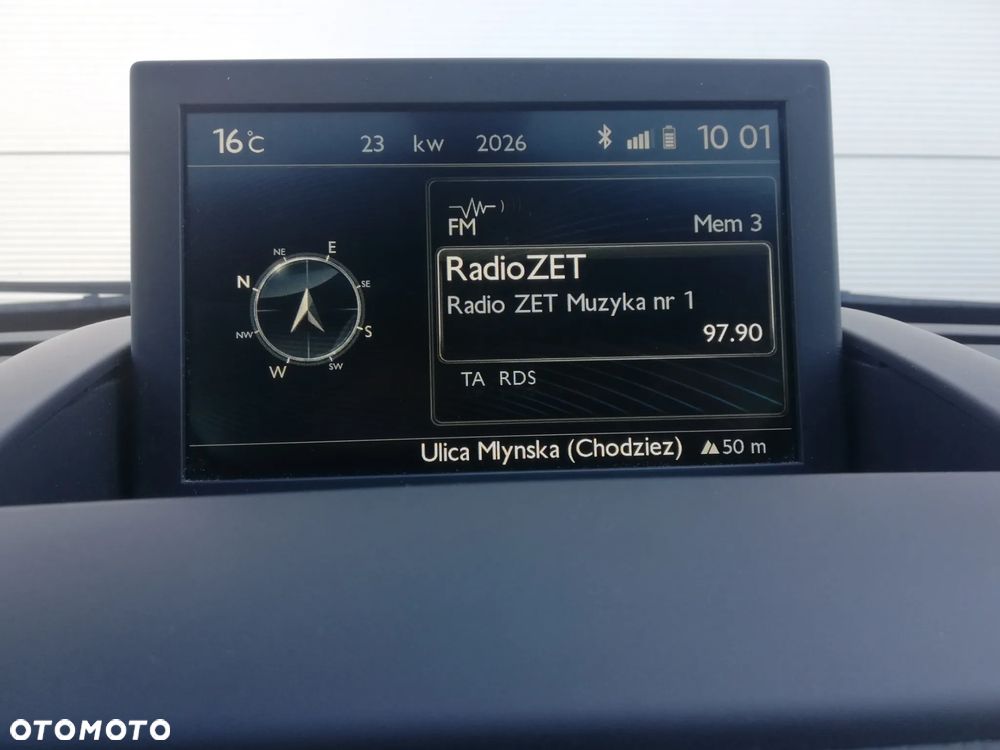 16°C 23 kw 2026 10 01
FM Mem 3
RadioZET
Radio ZET Muzyka nr 1
97.90
TA RDS
NE E
N SE
NW S
W SW
Ulica Mlynska (Chodziez) 50 m
OTOMOTO